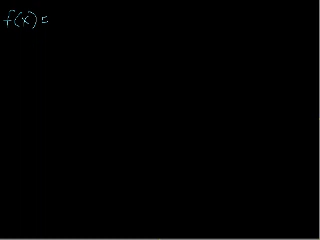 f(x) =